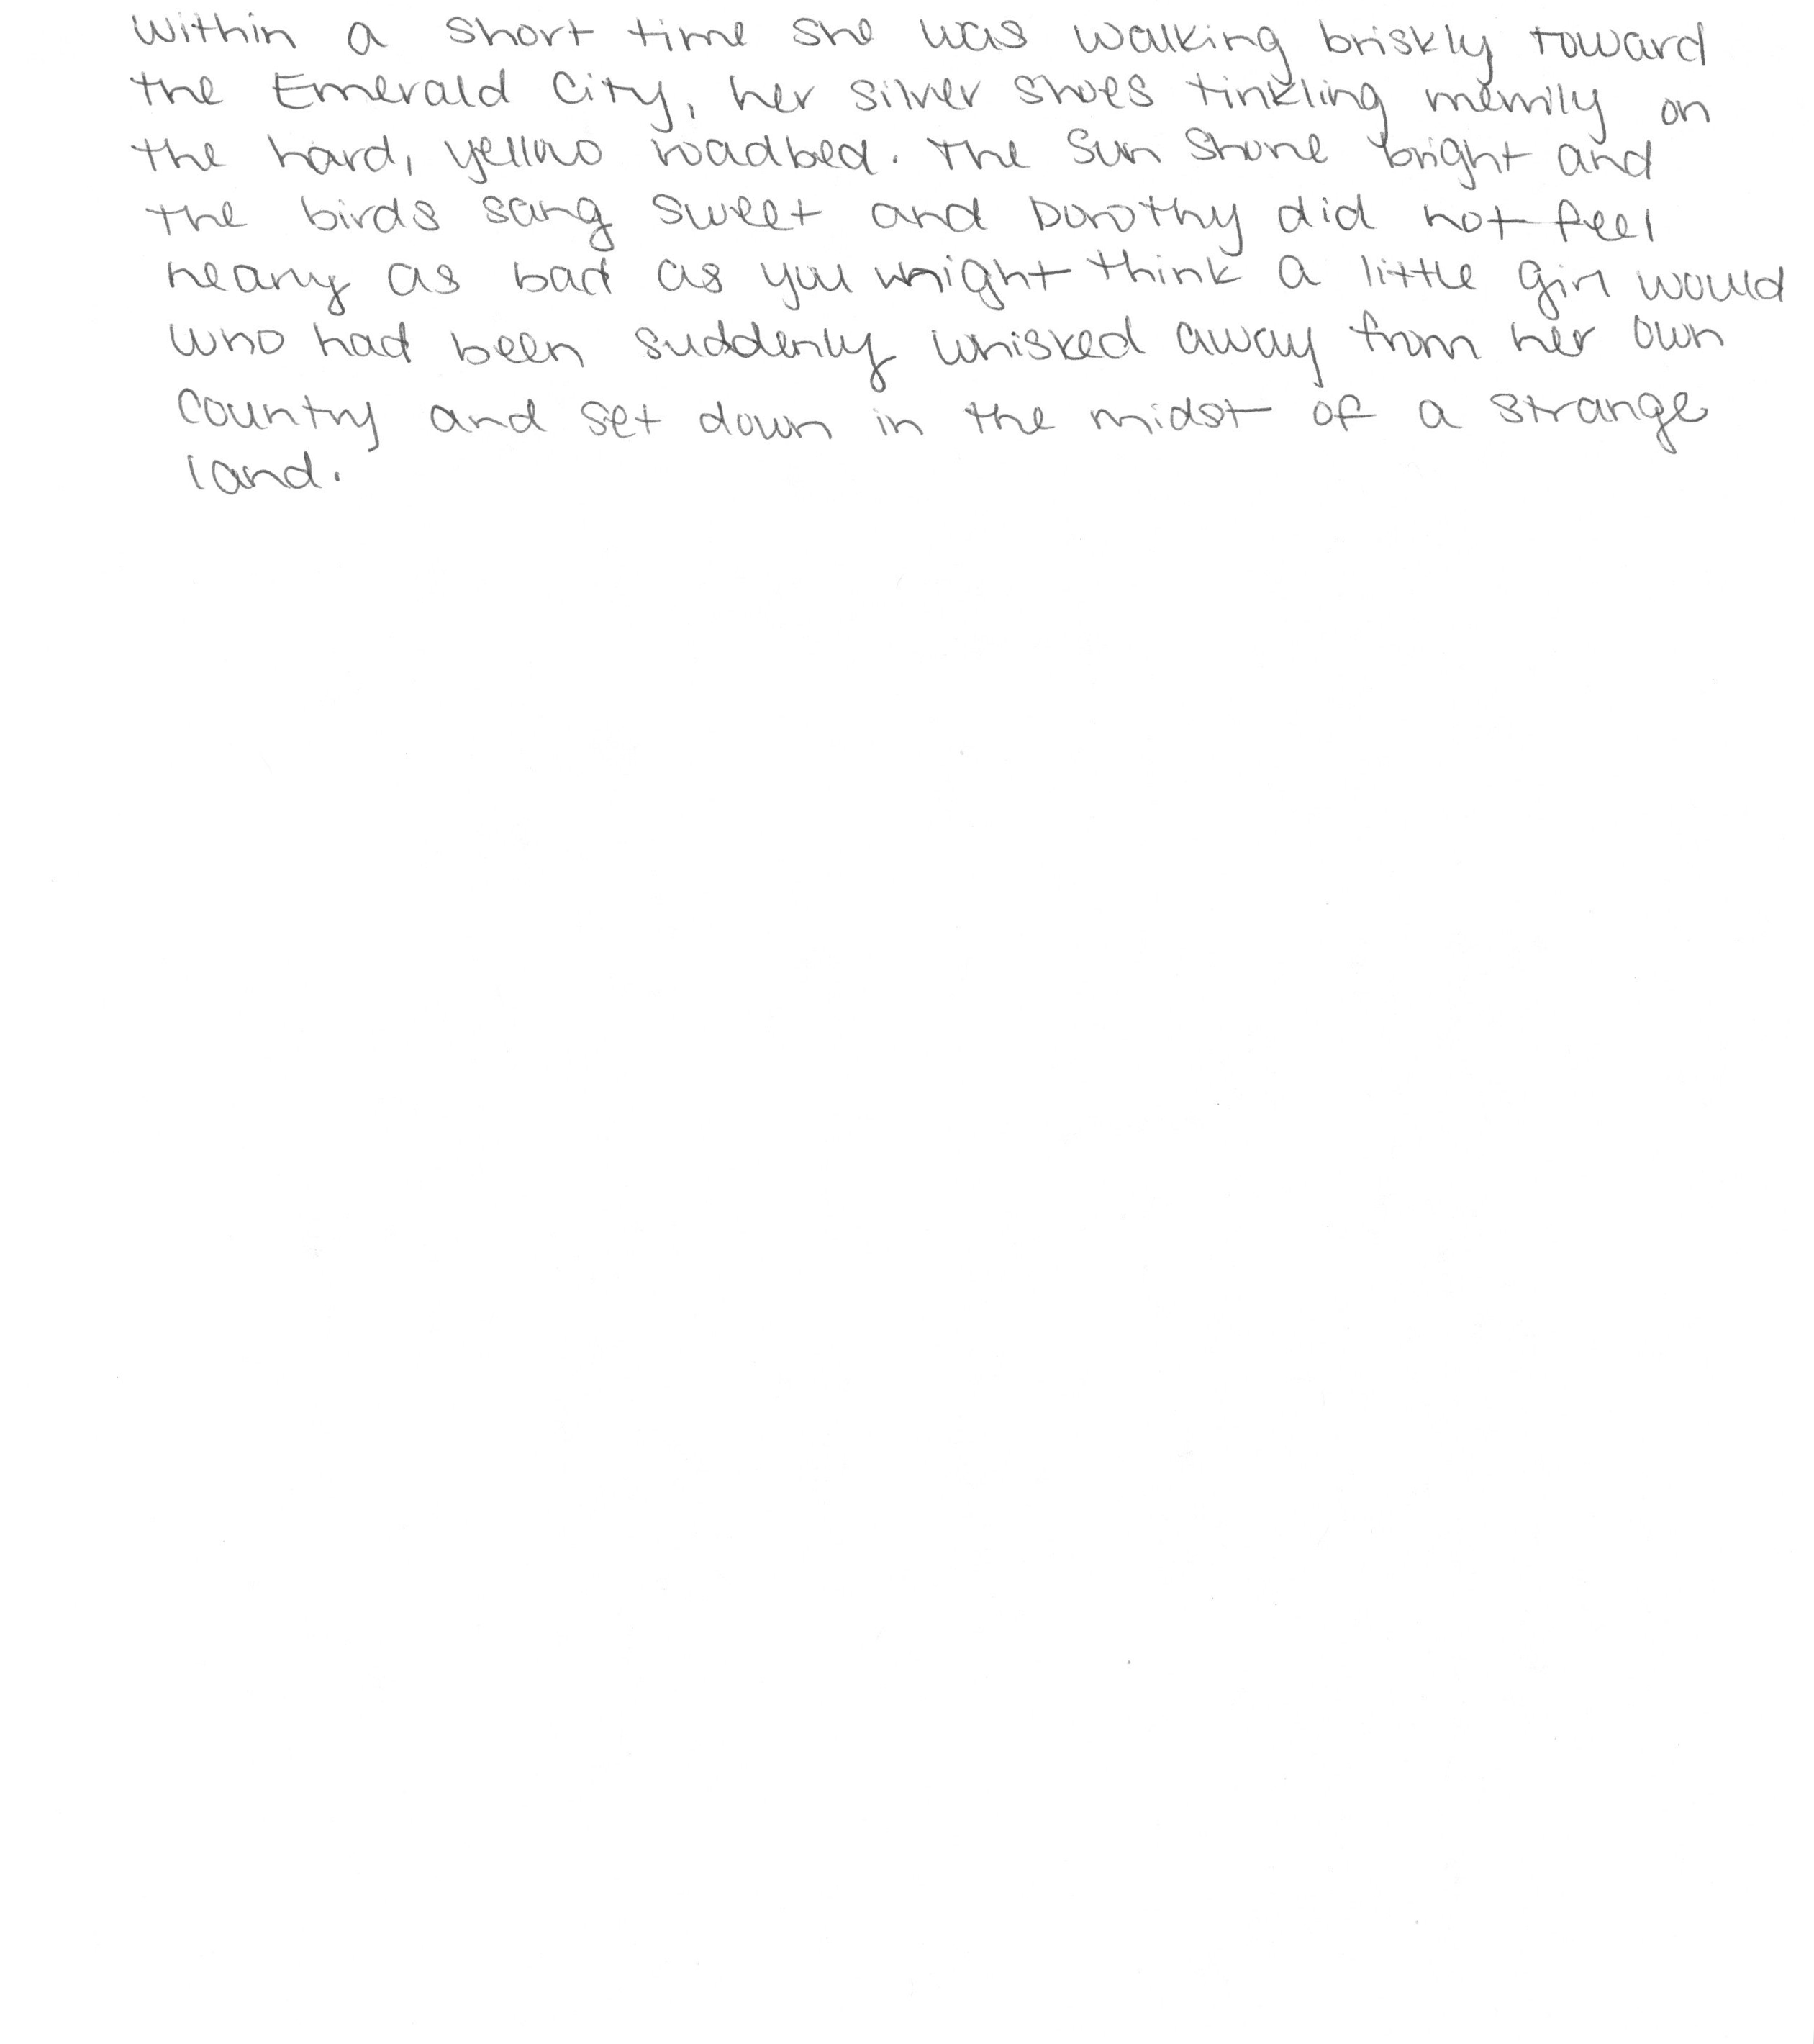 Within a short time she was walking briskly toward
the Emerald City, her silver shoes tinkling merrily on
the hard, yellow roadbed. The sun shone bright and
the birds sang sweet and Dorothy did not feel
nearly as bad as you might think a little girl would
who had been suddenly whisked away from her own
country and set down in the midst of a strange
land.